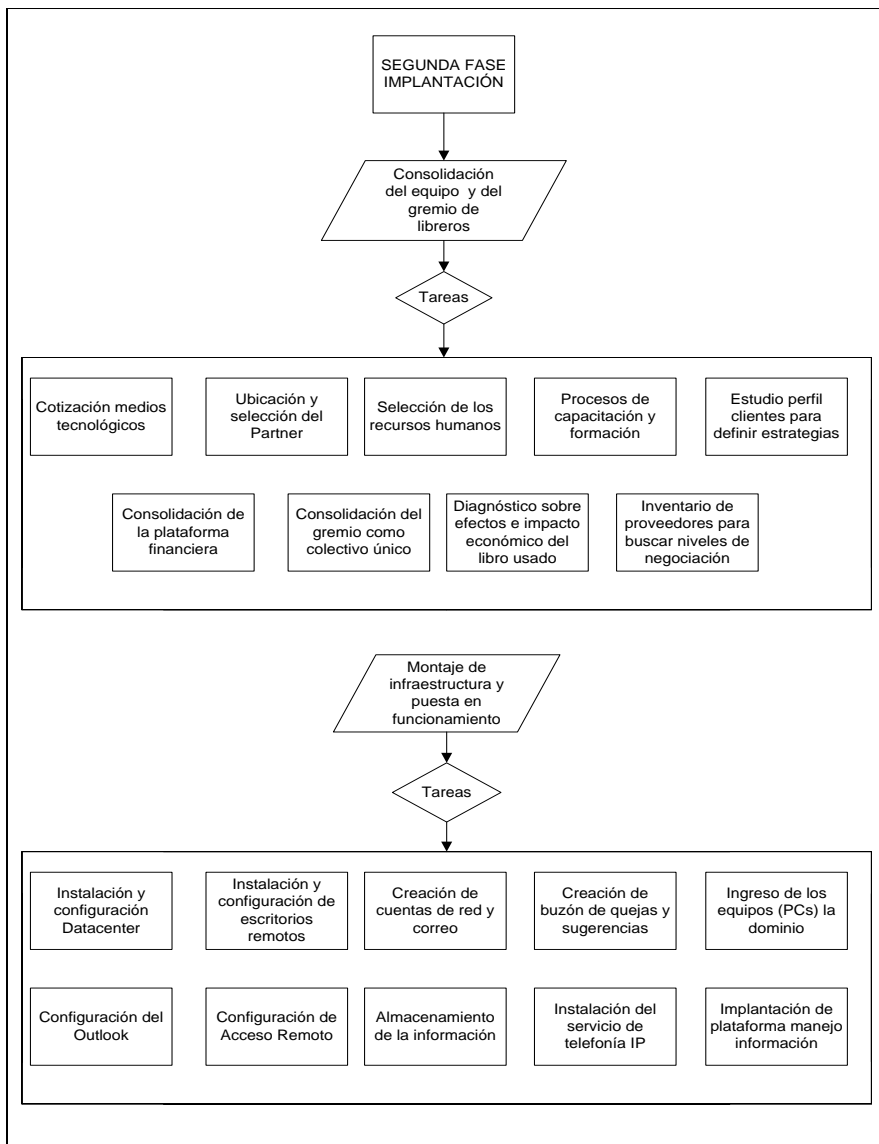 SEGUNDA FASE
IMPLANTACIÓN
Consolidación
del equipo y del
gremio de
libreros
Tareas
Cotización medios
tecnológicos
Ubicación y
selección del
Partner
Selección de los
recursos humanos
Procesos de
capacitación y
formación
Estudio perfil
clientes para
definir estrategias
Consolidación de
la plataforma
financiera
Consolidación del
gremio como
colectivo único
Diagnóstico sobre
efectos e impacto
económico del
libro usado
Inventario de
proveedores para
buscar niveles de
negociación
Montaje de
infraestructura y
puesta en
funcionamiento
Tareas
Instalación y
configuración
Datacenter
Instalación y
configuración de
escritorios
remotos
Creación de
cuentas de red y
correo
Creación de
buzón de quejas y
sugerencias
Ingreso de los
equipos (PCs) la
dominio
Configuración del
Outlook
Configuración de
Acceso Remoto
Almacenamiento
de la información
Instalación del
servicio de
telefonía IP
Implantación de
plataforma manejo
información